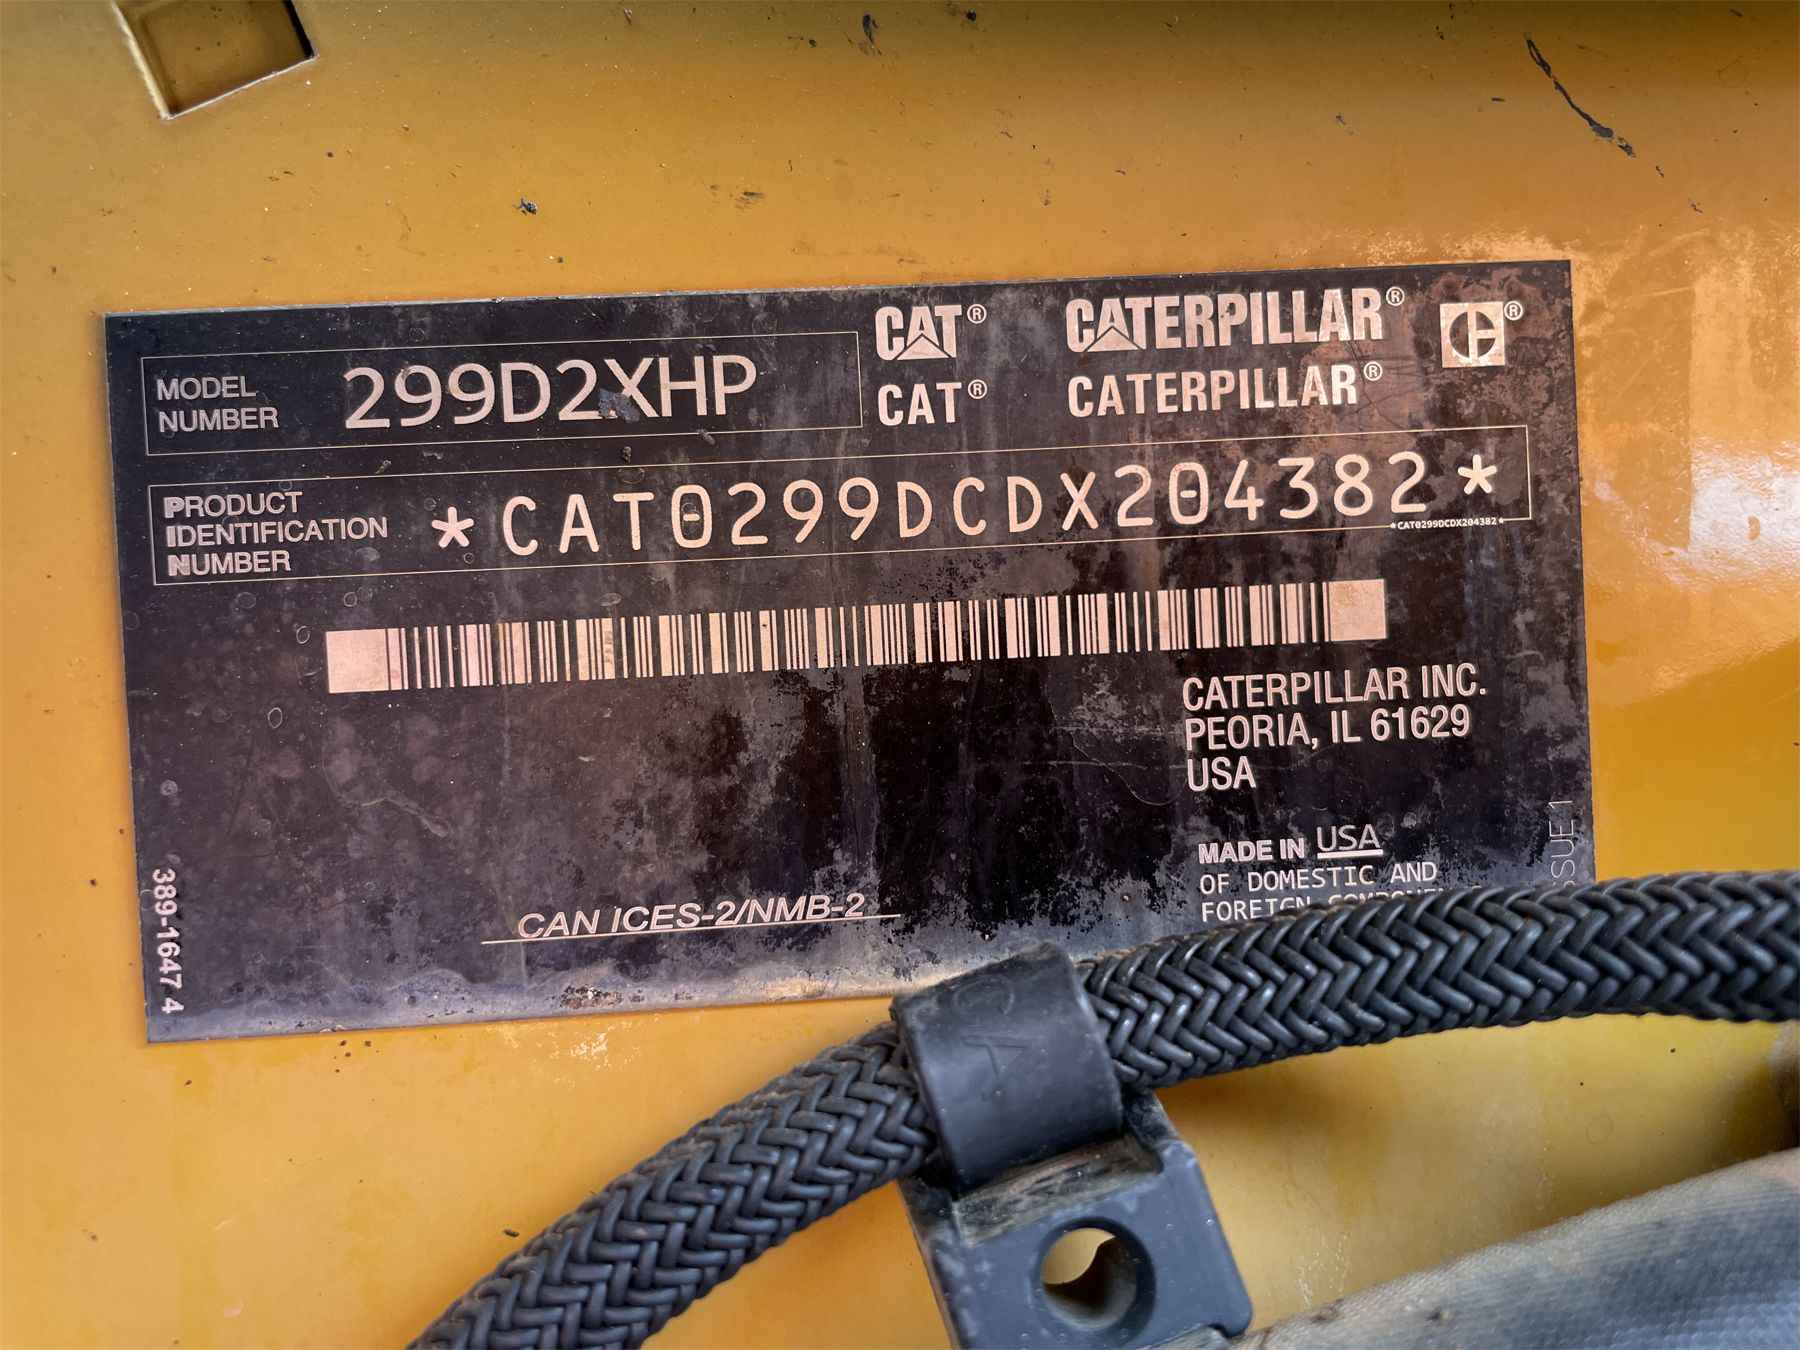 MODEL NUMBER 299D2XHP
CAT® CATERPILLAR® ®
CAT® CATERPILLAR®
PRODUCT
IDENTIFICATION
NUMBER
*CAT0299DCDX204382*
*CAT0299DCDX204382*
CATERPILLAR INC.
PEORIA, IL 61629
USA
MADE IN USA
OF DOMESTIC AND
FOREIGN
CAN ICES-2/NMB-2
389-1647 4